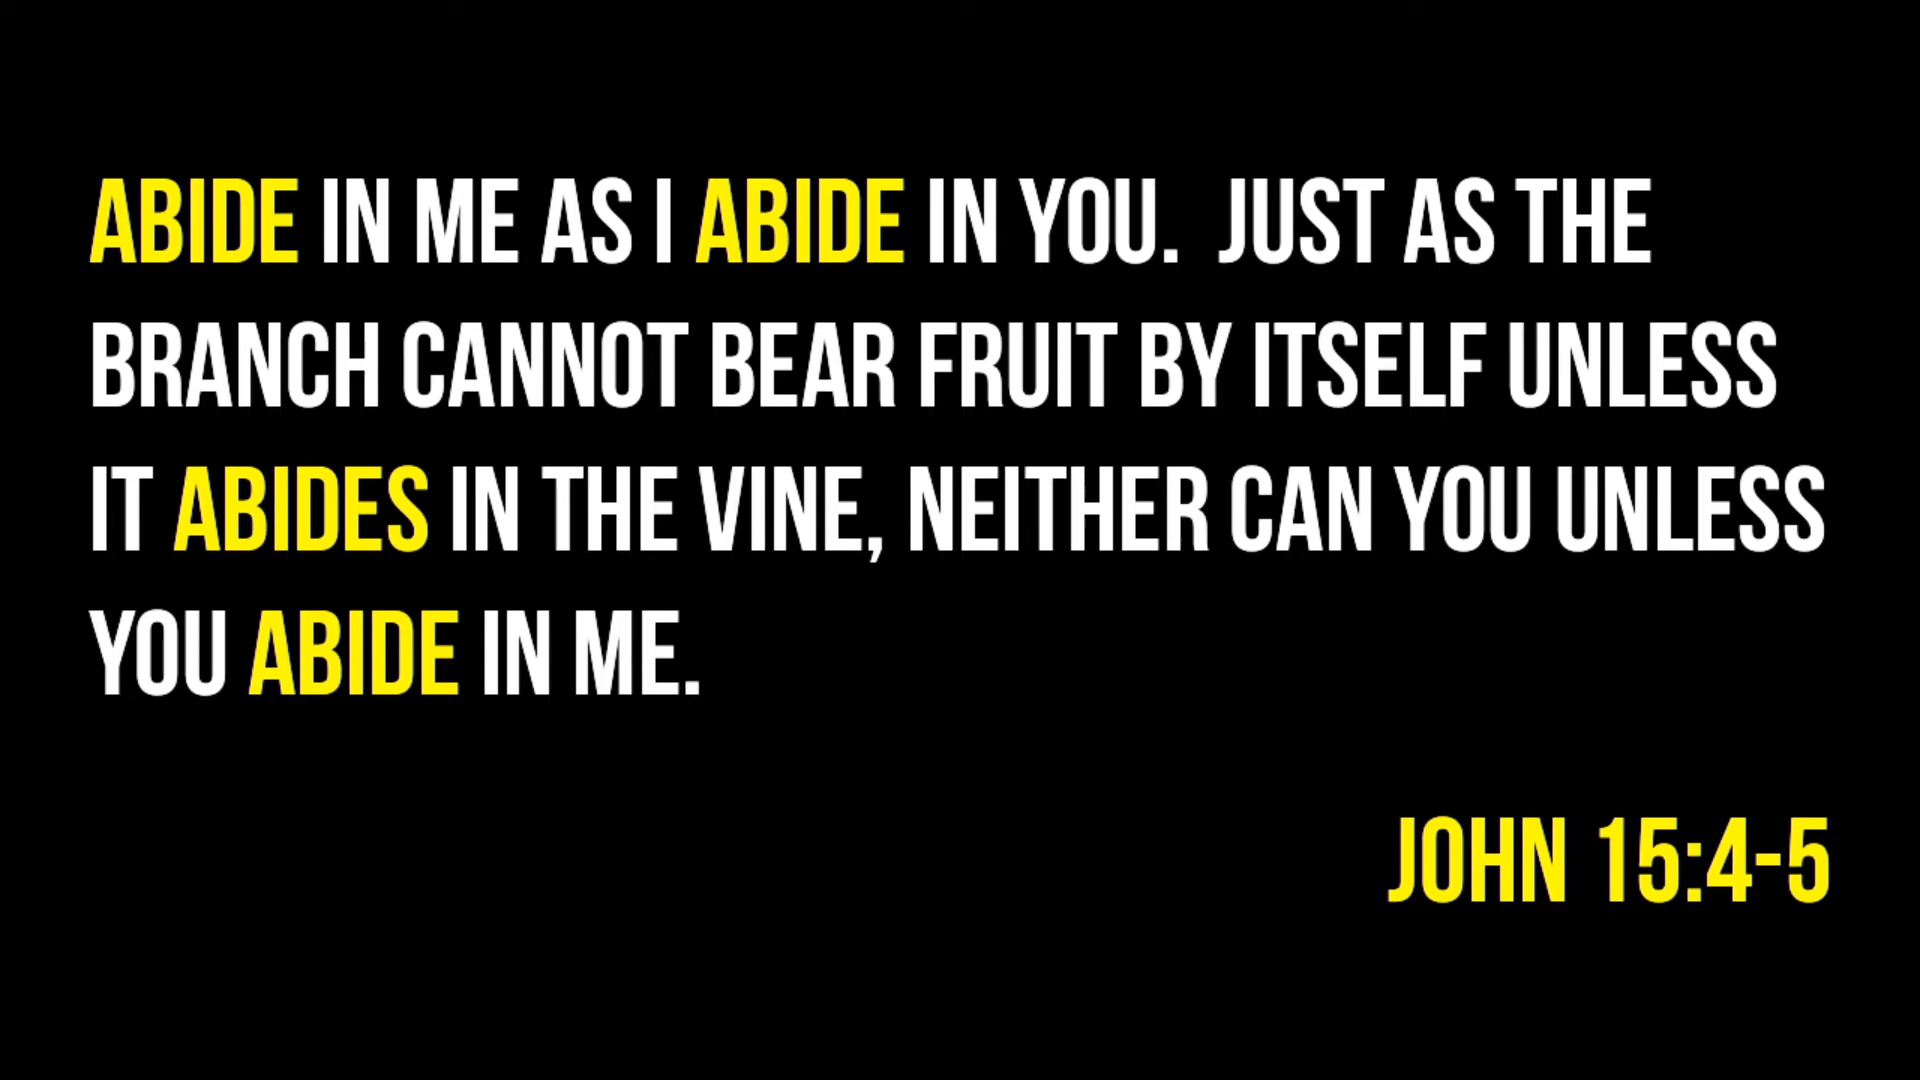 ABIDE IN ME AS I ABIDE IN YOU.  JUST AS THE
BRANCH CANNOT BEAR FRUIT BY ITSELF UNLESS
IT ABIDES IN THE VINE, NEITHER CAN YOU UNLESS
YOU ABIDE IN ME.
JOHN 15:4-5